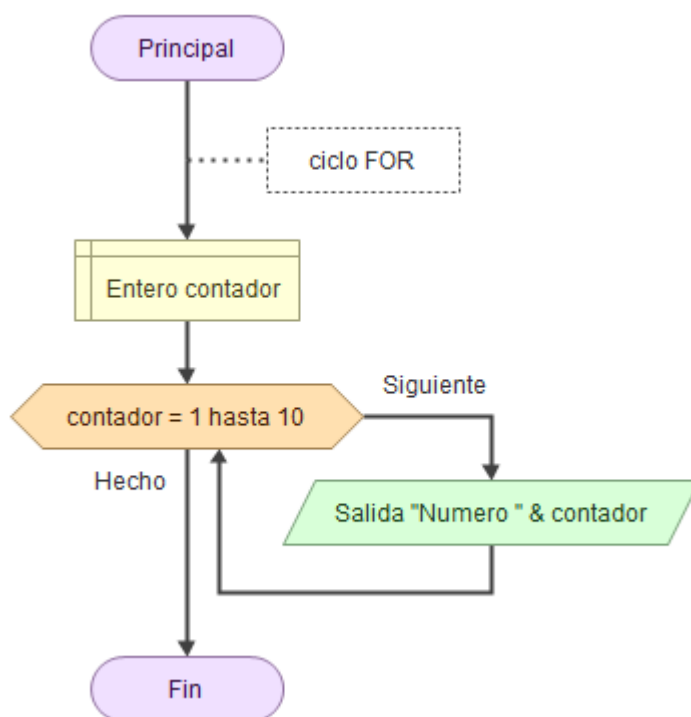 Principal
ciclo FOR
Entero contador
Siguiente
contador = 1 hasta 10
Hecho
Salida "Numero " & contador
Fin